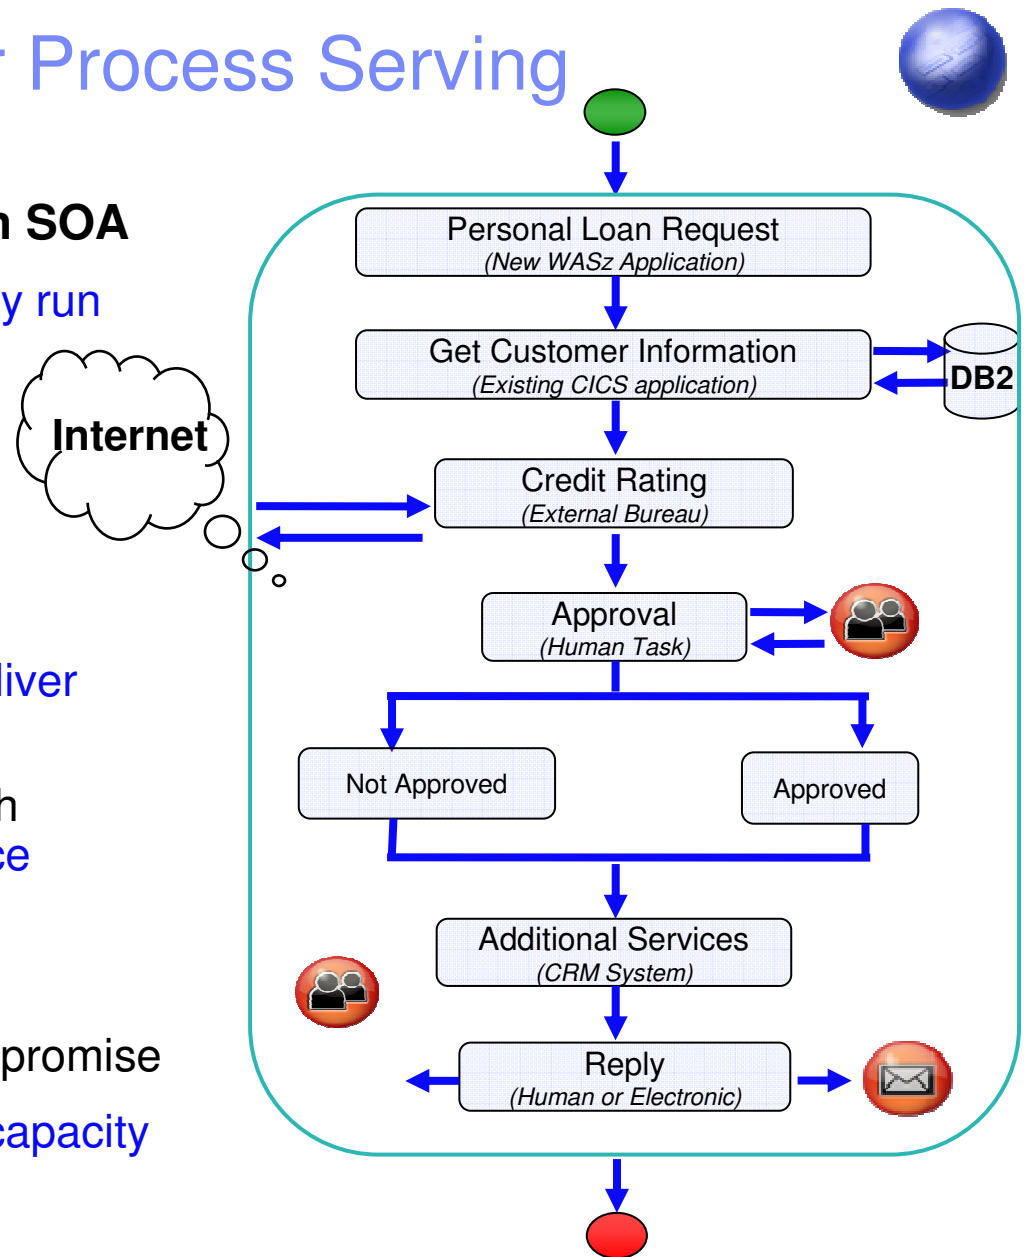 r Process Serving
n SOA
y run
Internet
liver
h
ce
promise
capacity
Personal Loan Request
(New WASz Application)
Get Customer Information
(Existing CICS application)
DB2
Credit Rating
(External Bureau)
Approval
(Human Task)
Not Approved
Approved
Additional Services
(CRM System)
Reply
(Human or Electronic)